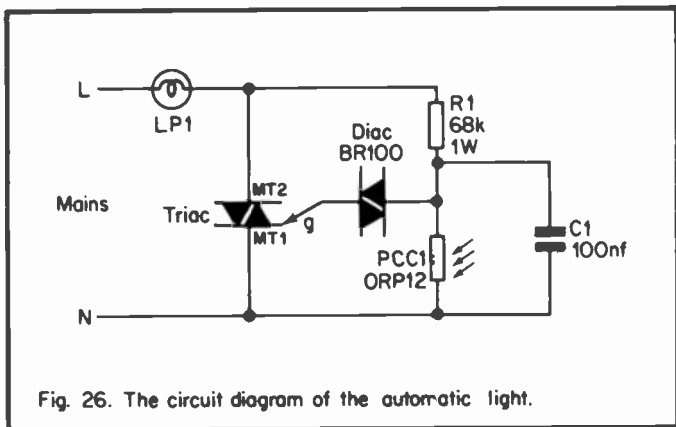 L
LP1
Mains
N
Triac
MT2
MT1
g
Diac
BR100
R1
68k
1W
PCC1
ORP12
C1
100nf
Fig. 26. The circuit diagram of the automatic light.